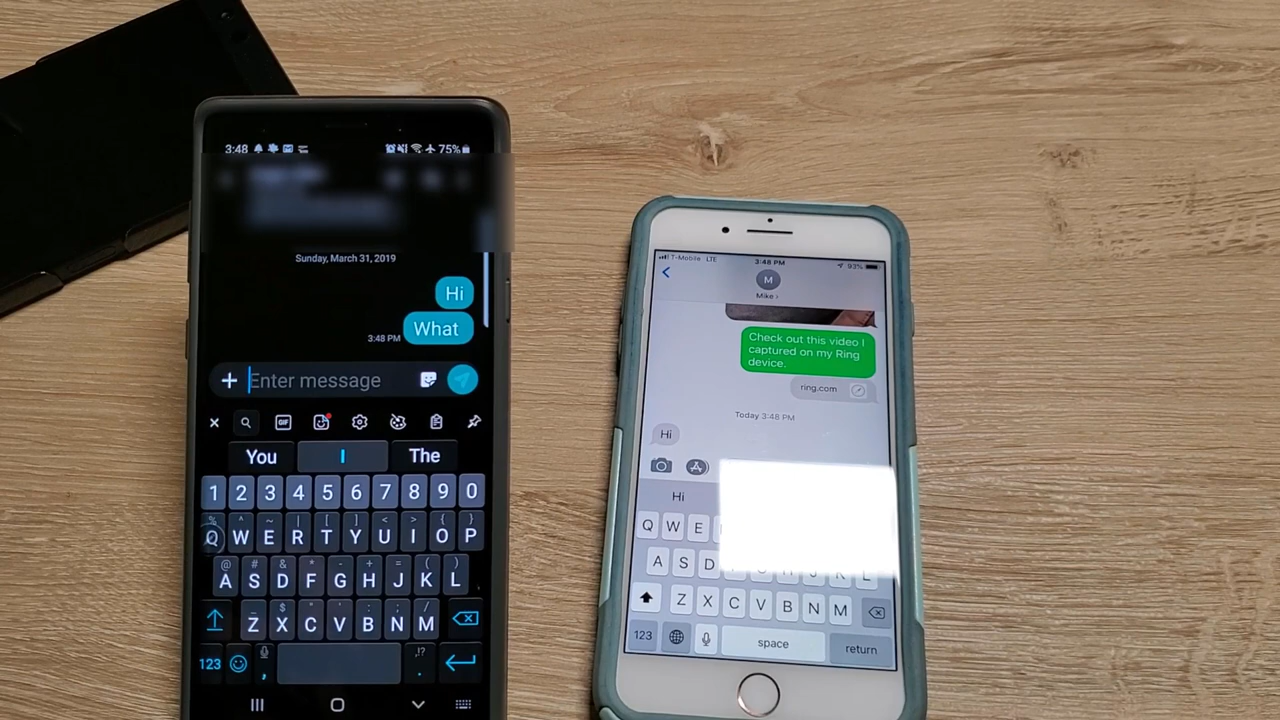 3:48
75%
Sunday, March 31, 2019
Hi
What
3:48 PM
Enter message
GIF
You I The
1 2 3 4 5 6 7 8 9 0
% ^ ~ | [ ] < > { }
Q W E R T Y U I O P
@ # & * - + = ( )
A S D F G H J K L
_ $ " ' : ; /
Z X C V B N M
123 , .
,!?
T-Mobile LTE
3:48 PM
93%
M
Mike
Check out this video I
captured on my Ring
device.
ring.com
Today 3:48 PM
Hi
Hi
Q W E
A S D
Z X C V B N M
123 space return